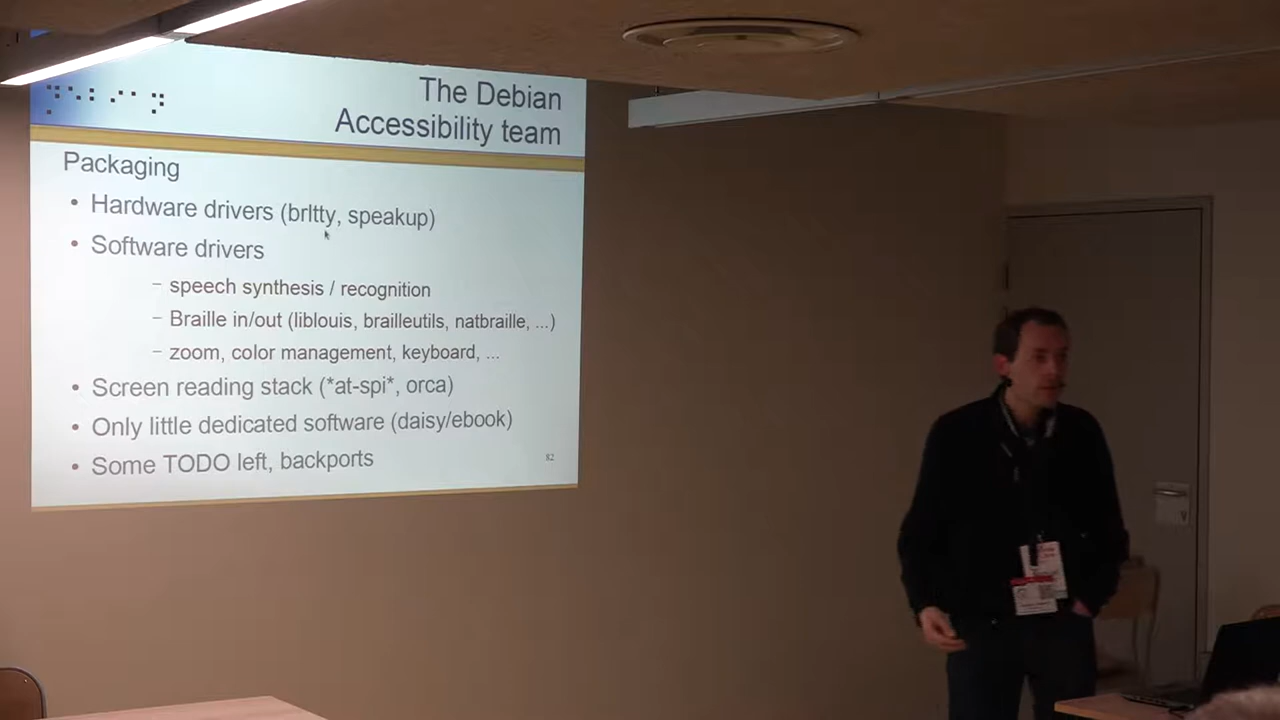 The Debian
Accessibility team
Packaging
• Hardware drivers (brltty, speakup)
• Software drivers
– speech synthesis / recognition
– Braille in/out (liblouis, brailleutils, natbraille, ...)
– zoom, color management, keyboard, ...
• Screen reading stack (*at-spi*, orca)
• Only little dedicated software (daisy/ebook)
• Some TODO left, backports
82